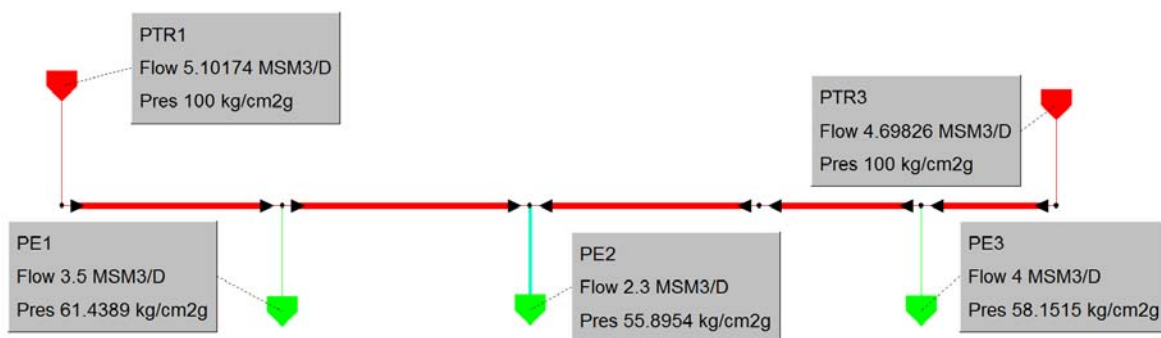 PTR1
Flow 5.10174 MSM3/D
Pres 100 kg/cm2g
PTR3
Flow 4.69826 MSM3/D
Pres 100 kg/cm2g
PE1
Flow 3.5 MSM3/D
Pres 61.4389 kg/cm2g
PE2
Flow 2.3 MSM3/D
Pres 55.8954 kg/cm2g
PE3
Flow 4 MSM3/D
Pres 58.1515 kg/cm2g